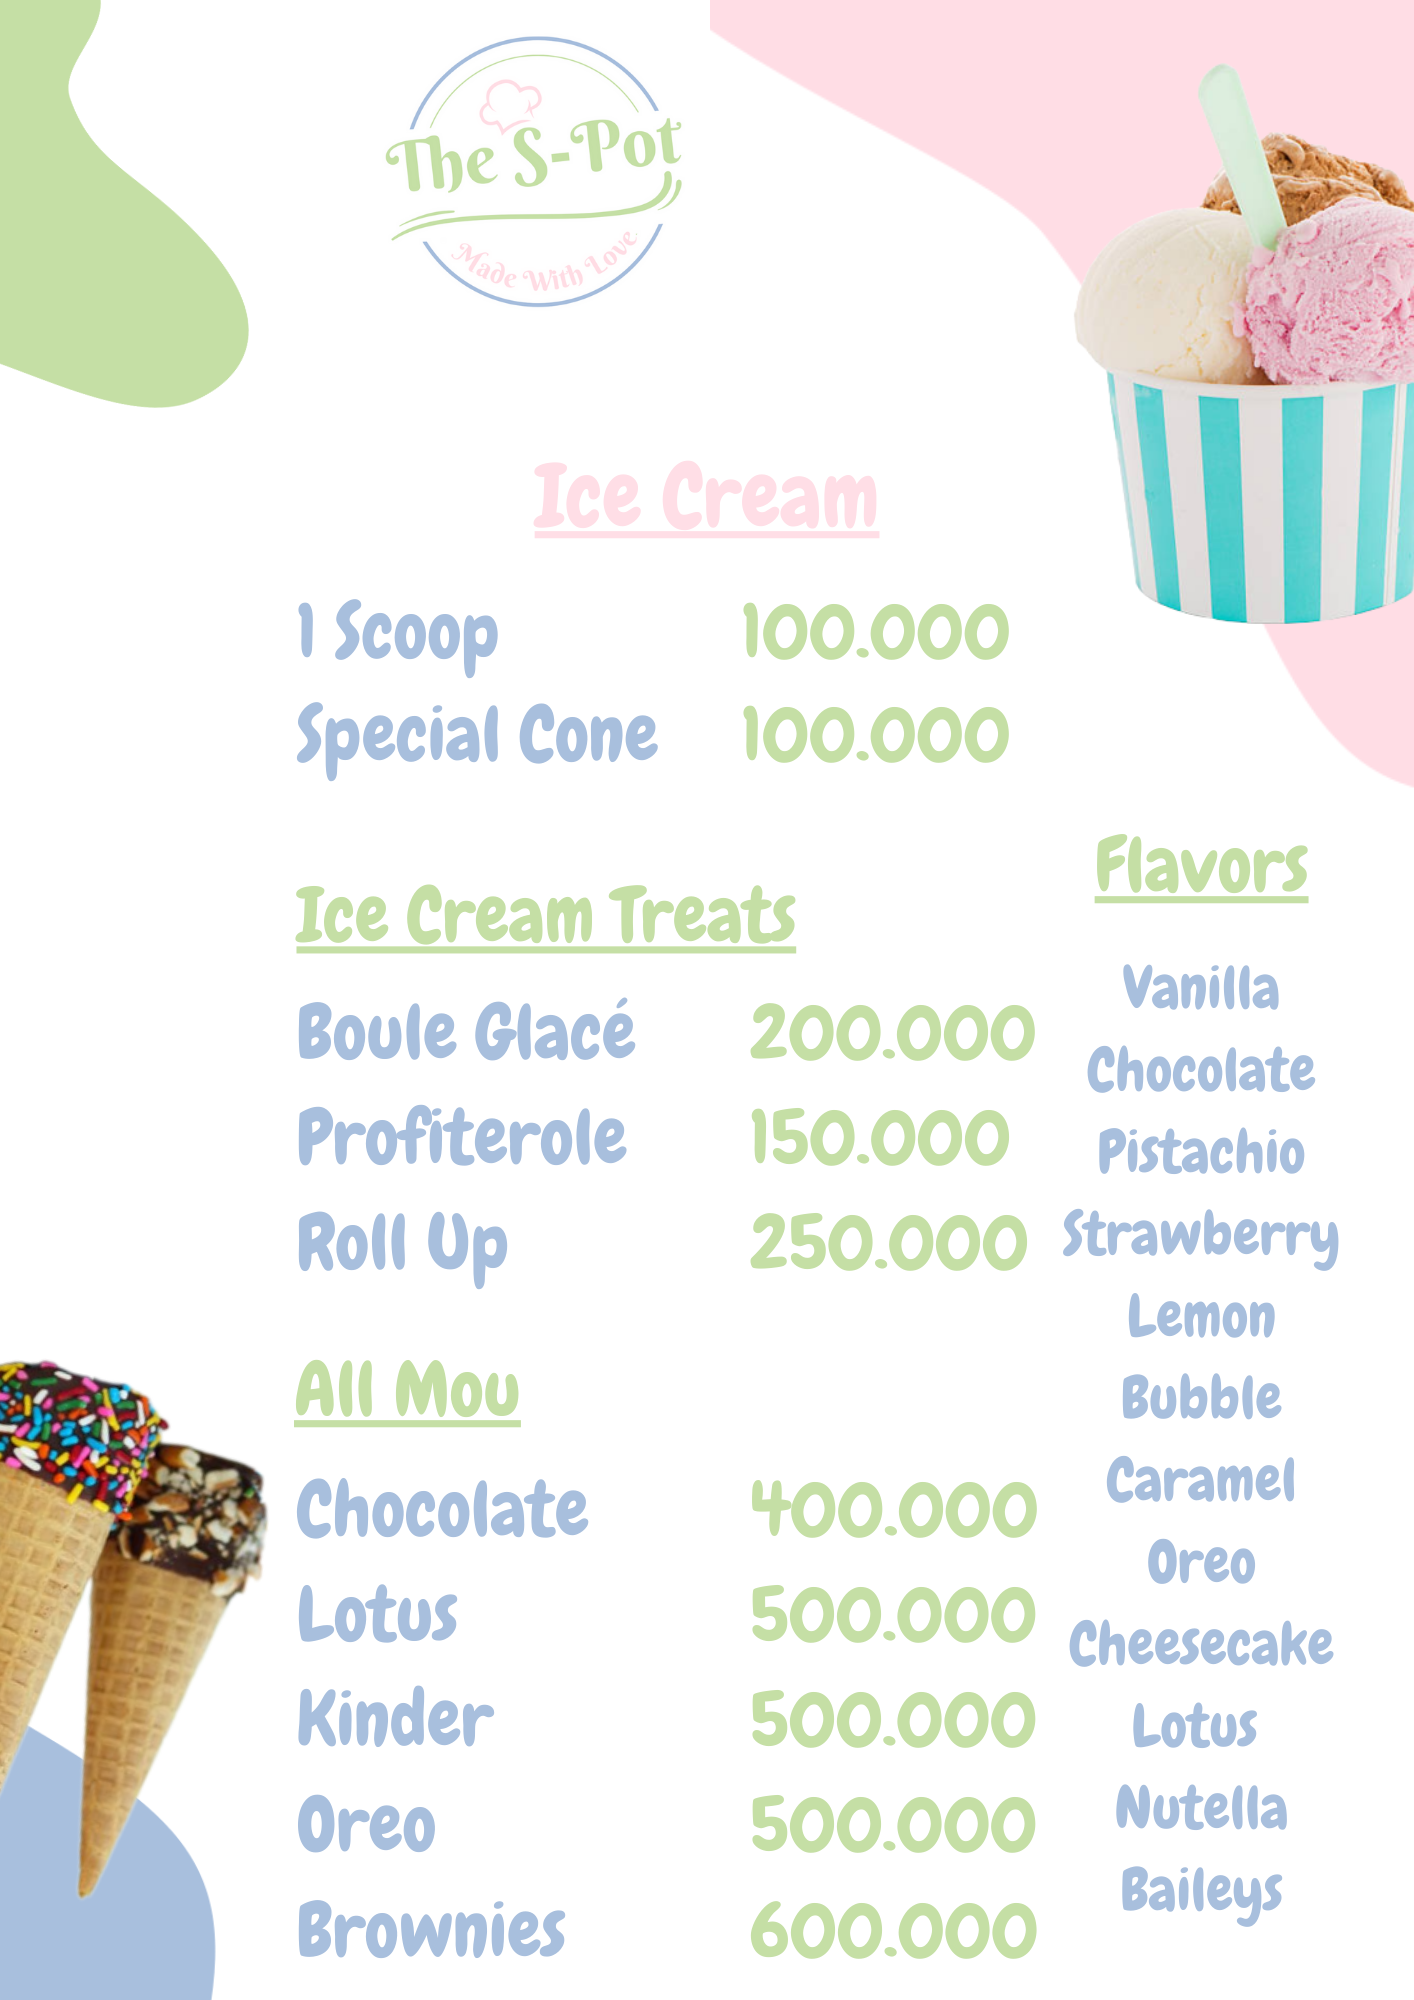 The S-Pot
Made With Love
Ice Cream
1 Scoop 100.000
Special Cone 100.000
Ice Cream Treats
Boule Glacé 200.000
Profiterole 150.000
Roll Up 250.000
All Mou
Chocolate 400.000
Lotus 500.000
Kinder 500.000
Oreo 500.000
Brownies 600.000
Flavors
Vanilla
Chocolate
Pistachio
Strawberry
Lemon
Bubble
Caramel
Oreo
Cheesecake
Lotus
Nutella
Baileys